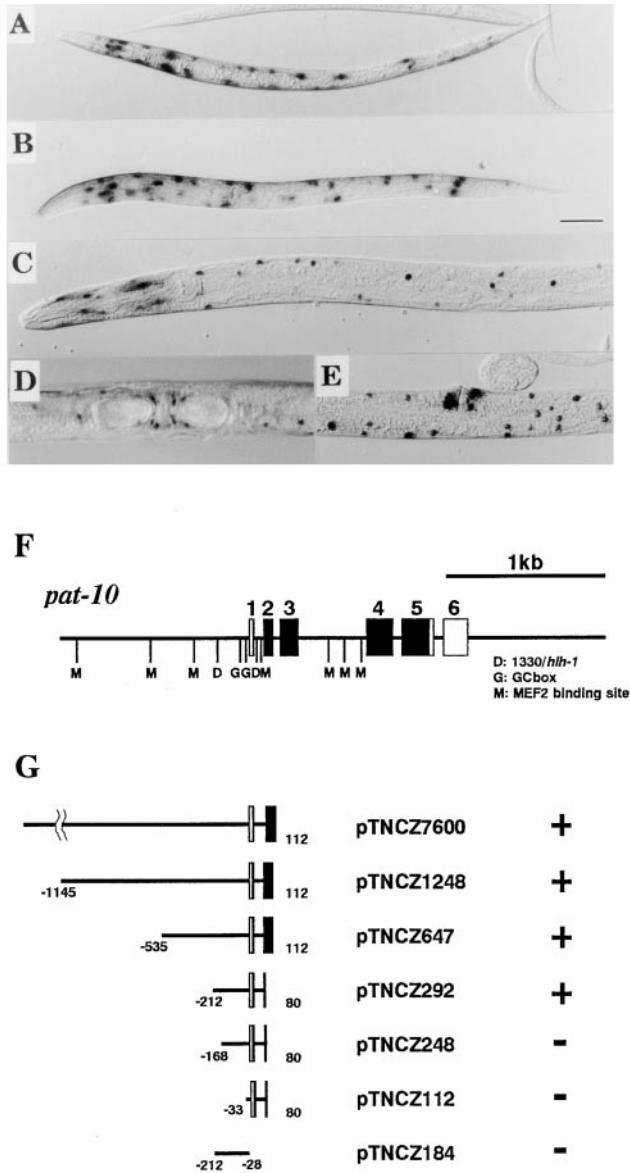 A
B
C
D
E
F
1kb
pat-10
1 2 3 4 5 6
M M M D GGDM M M M
D: 1330/hlh-1
G: GCbox
M: MEF2 binding site
G
112 pTNCZ7600 +
-1145 112 pTNCZ1248 +
-535 112 pTNCZ647 +
-212 80 pTNCZ292 +
-168 80 pTNCZ248 -
-33 80 pTNCZ112 -
-212 -28 pTNCZ184 -